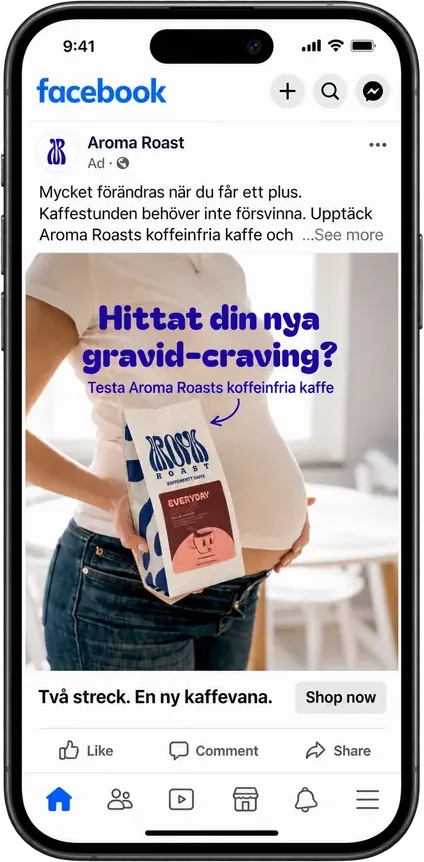 9:41
facebook
Aroma Roast
Ad ·
Mycket förändras när du får ett plus.
Kaffestunden behöver inte försvinna. Upptäck
Aroma Roasts koffeinfria kaffe och ...See more
Hittat din nya
gravid-craving?
Testa Aroma Roasts koffeinfria kaffe
AROMA
ROAST
KOFFEINFRITT KAFFE
EVERYDAY
Två streck. En ny kaffevana.
Shop now
Like
Comment
Share